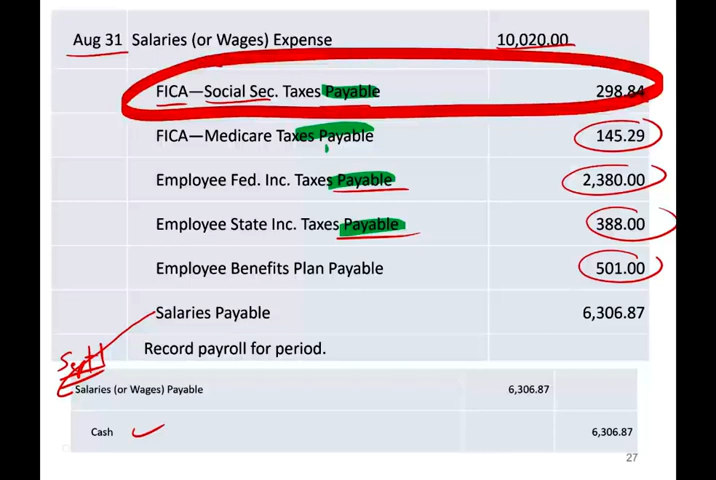 Aug 31 Salaries (or Wages) Expense 10,020.00
FICA—Social Sec. Taxes Payable 298.84
FICA—Medicare Taxes Payable 145.29
Employee Fed. Inc. Taxes Payable 2,380.00
Employee State Inc. Taxes Payable 388.00
Employee Benefits Plan Payable 501.00
Salaries Payable 6,306.87
Record payroll for period.
Sept 1
Salaries (or Wages) Payable 6,306.87
Cash 6,306.87
27